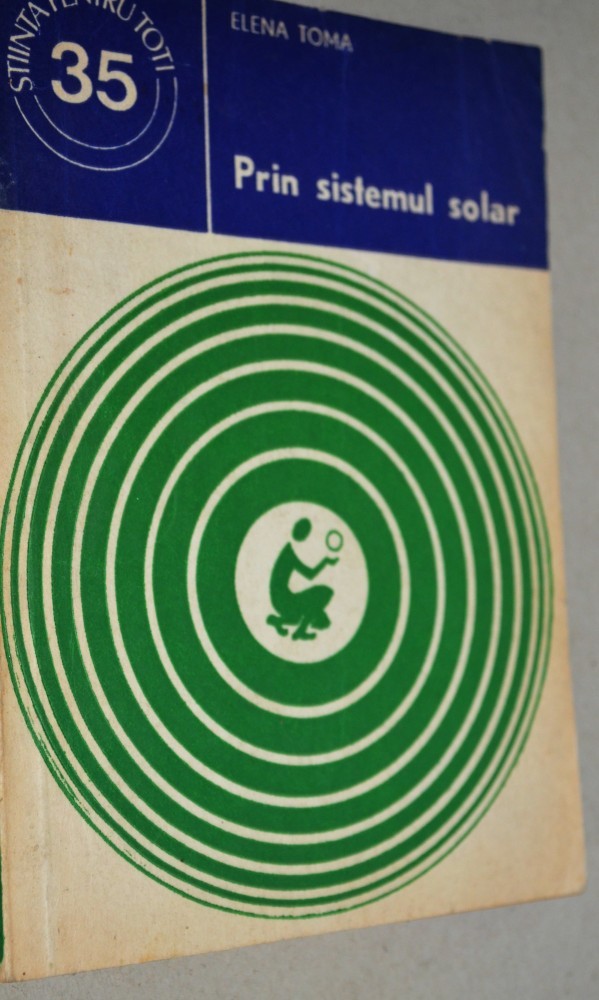 ŞTIINŢA PENTRU TOŢI
35
ELENA TOMA
Prin sistemul solar